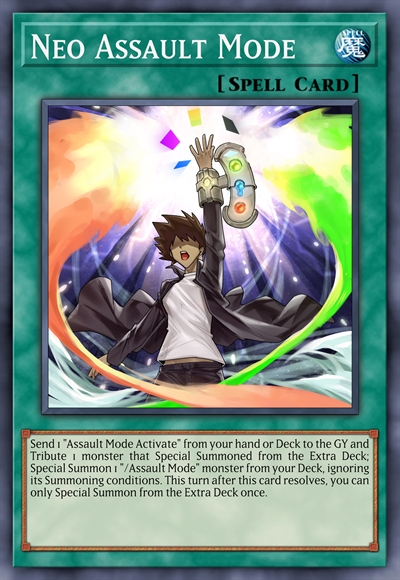 Neo Assault Mode
魔
[Spell Card]
Send 1 "Assault Mode Activate" from your hand or Deck to the GY and
Tribute 1 monster that Special Summoned from the Extra Deck;
Special Summon 1 "/Assault Mode" monster from your Deck, ignoring
its Summoning conditions. This turn after this card resolves, you can
only Special Summon from the Extra Deck once.